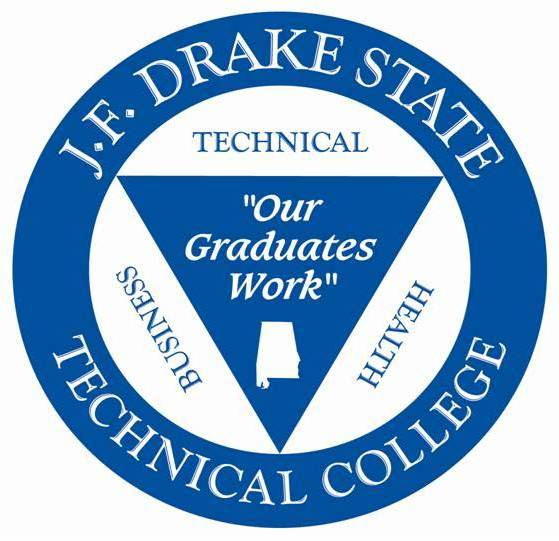 J.F. DRAKE STATE
TECHNICAL
"Our
Graduates
Work"
BUSINESS
HEALTH
TECHNICAL COLLEGE